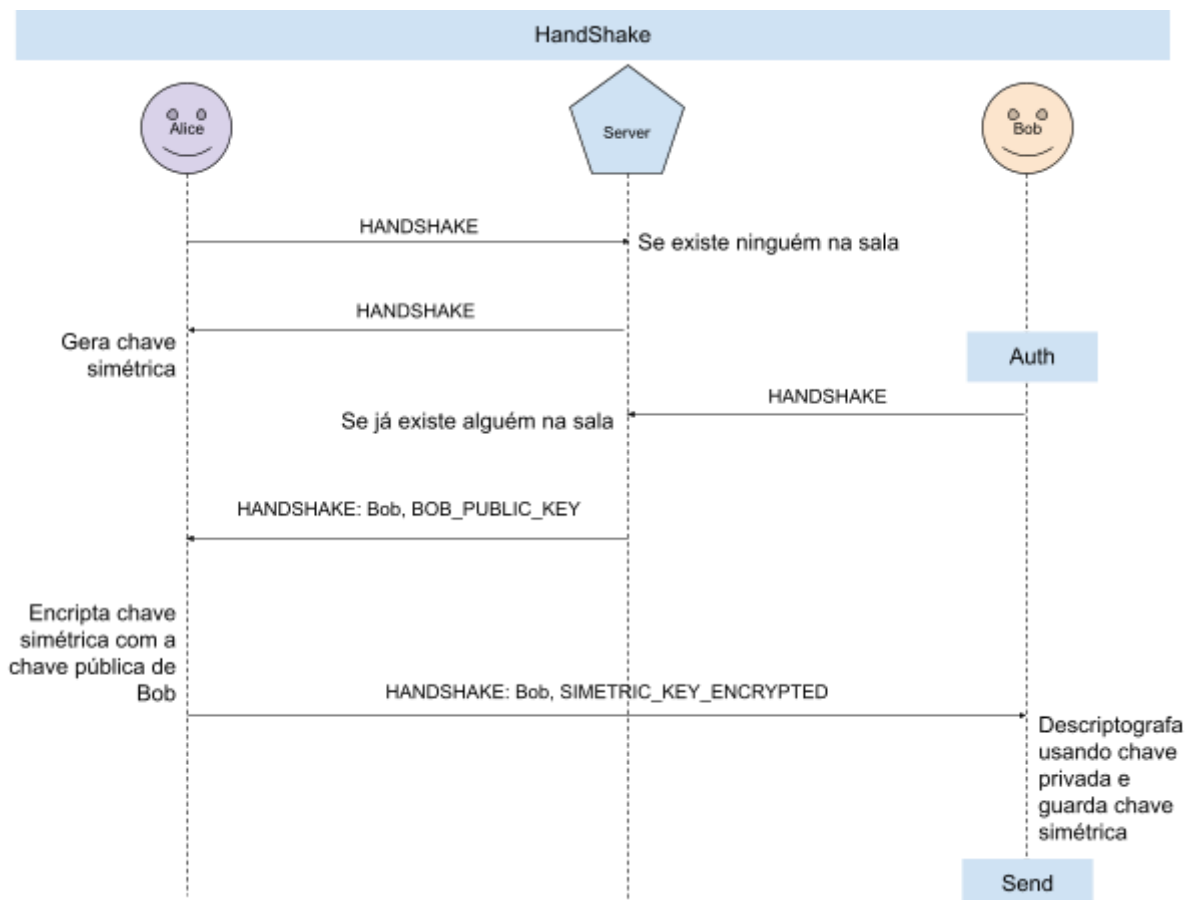 HandShake
Alice
Server
Bob
HANDSHAKE
Se existe ninguém na sala
HANDSHAKE
Gera chave
simétrica
Auth
HANDSHAKE
Se já existe alguém na sala
HANDSHAKE: Bob, BOB_PUBLIC_KEY
Encripta chave
simétrica com a
chave pública de
Bob
HANDSHAKE: Bob, SIMETRIC_KEY_ENCRYPTED
Descriptografa
usando chave
privada e
guarda chave
simétrica
Send